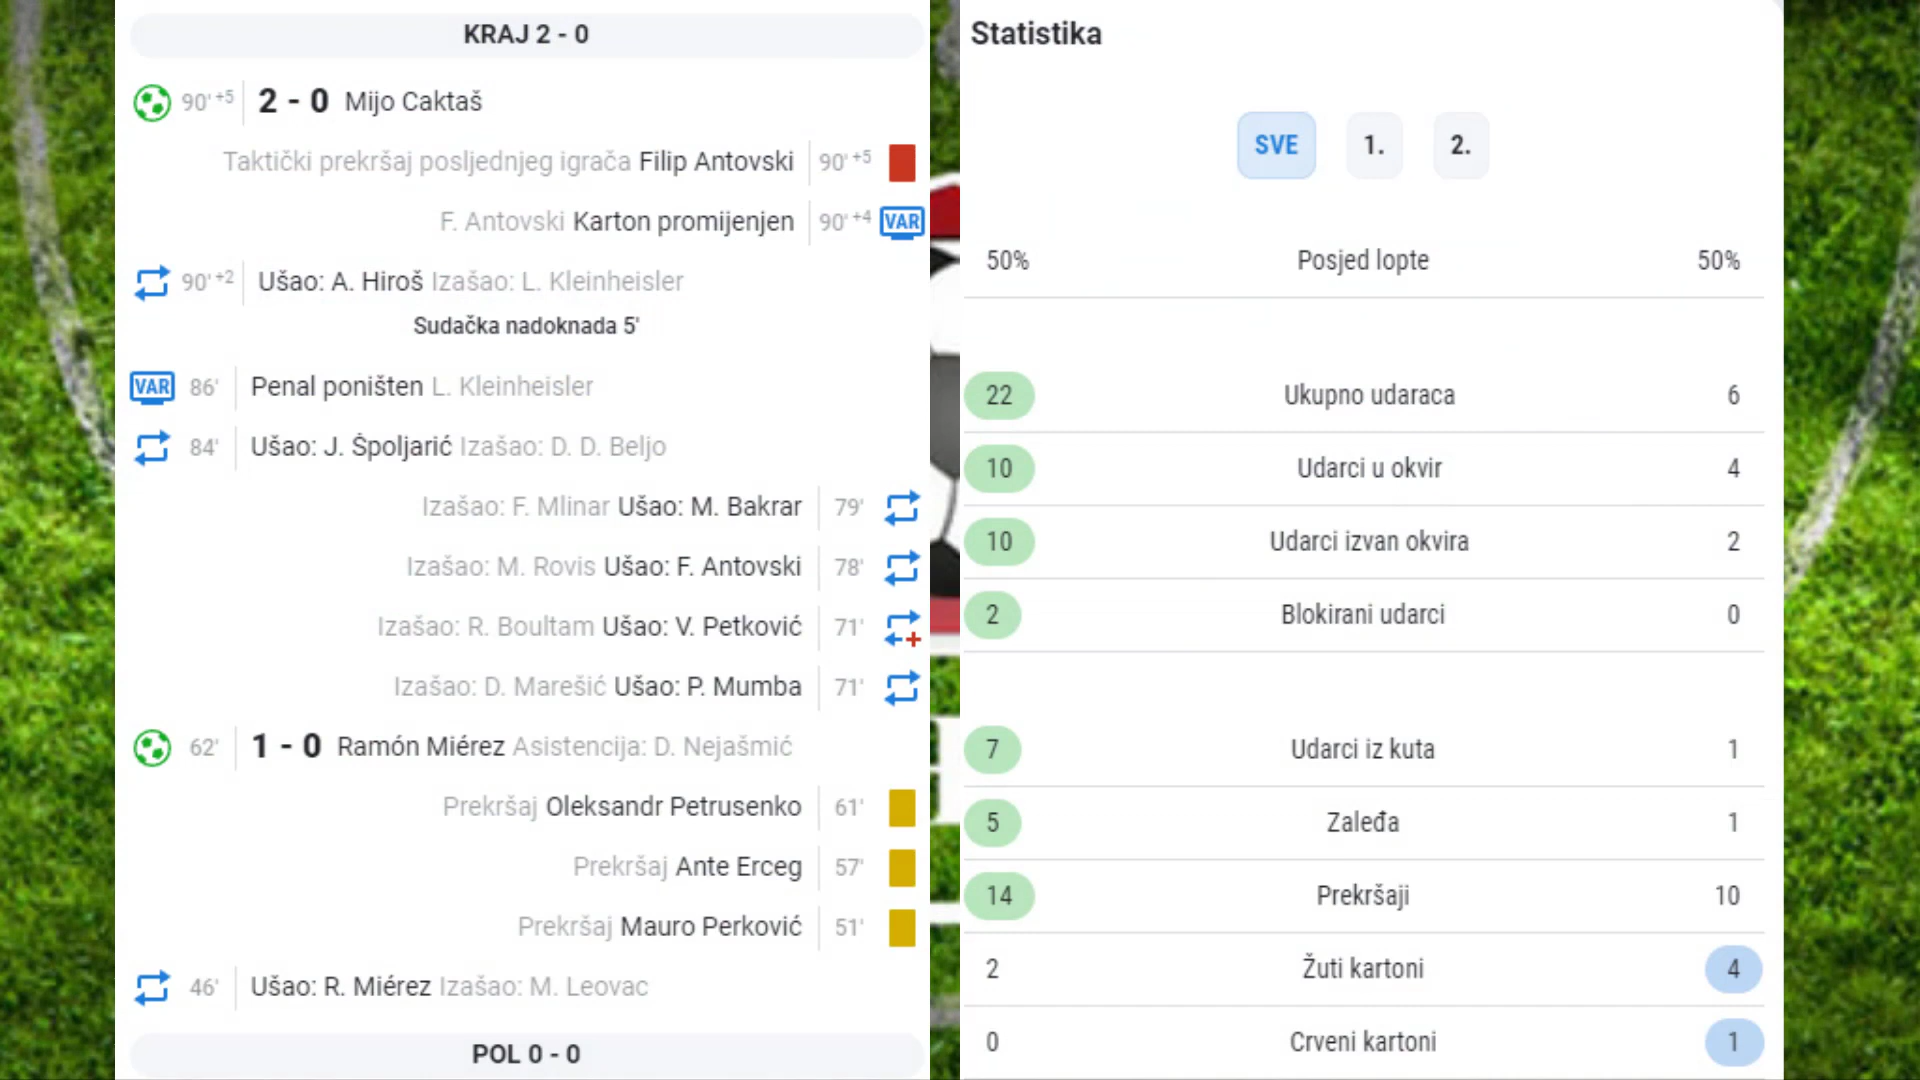 KRAJ 2 - 0
90' +5 2 - 0 Mijo Caktaš
Taktički prekršaj posljednjeg igrača Filip Antovski 90' +5
F. Antovski Karton promijenjen 90' +4 VAR
90' +2 Ušao: A. Hiroš Izašao: L. Kleinheisler
Sudačka nadoknada 5'
VAR 86' Penal poništen L. Kleinheisler
84' Ušao: J. Špoljarić Izašao: D. D. Beljo
Izašao: F. Mlinar Ušao: M. Bakrar 79'
Izašao: M. Rovis Ušao: F. Antovski 78'
Izašao: R. Boultam Ušao: V. Petković 71'
Izašao: D. Marešić Ušao: P. Mumba 71'
62' 1 - 0 Ramón Miérez Asistencija: D. Nejašmić
Prekršaj Oleksandr Petrusenko 61'
Prekršaj Ante Erceg 57'
Prekršaj Mauro Perković 51'
46' Ušao: R. Miérez Izašao: M. Leovac
POL 0 - 0
Statistika
SVE 1. 2.
50% Posjed lopte 50%
22 Ukupno udaraca 6
10 Udarci u okvir 4
10 Udarci izvan okvira 2
2 Blokirani udarci 0
7 Udarci iz kuta 1
5 Zaleđa 1
14 Prekršaji 10
2 Žuti kartoni 4
0 Crveni kartoni 1